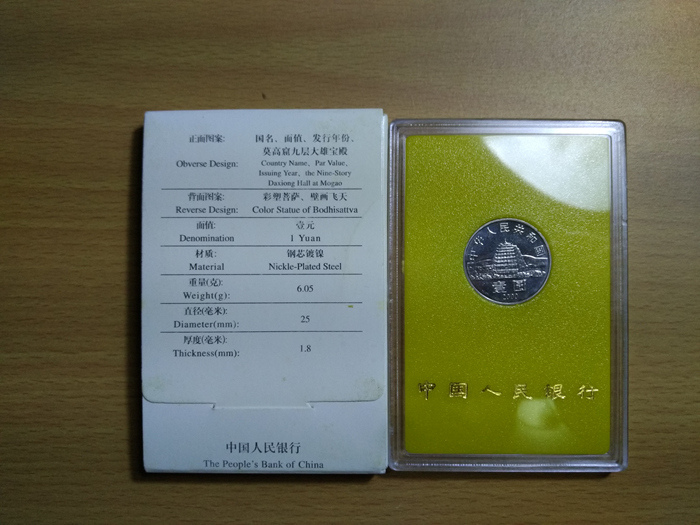 正面图案:
国名、面值、发行年份、
莫高窟九层大雄宝殿
Obverse Design:
Country Name、Par Value、
Issuing Year、the Nine-Story
Daxiong Hall at Mogao
背面图案:
彩塑菩萨、壁画飞天
Reverse Design:
Color Statue of Bodhisattva
面值:
壹元
Denomination
1 Yuan
材质:
钢芯镀镍
Material
Nickle-Plated Steel
重量(克):
Weight(g):
6.05
直径(毫米):
Diameter(mm):
25
厚度(毫米):
Thickness(mm):
1.8
中国人民银行
The People's Bank of China
中华人民共和国
壹圆
2000
中国人民银行